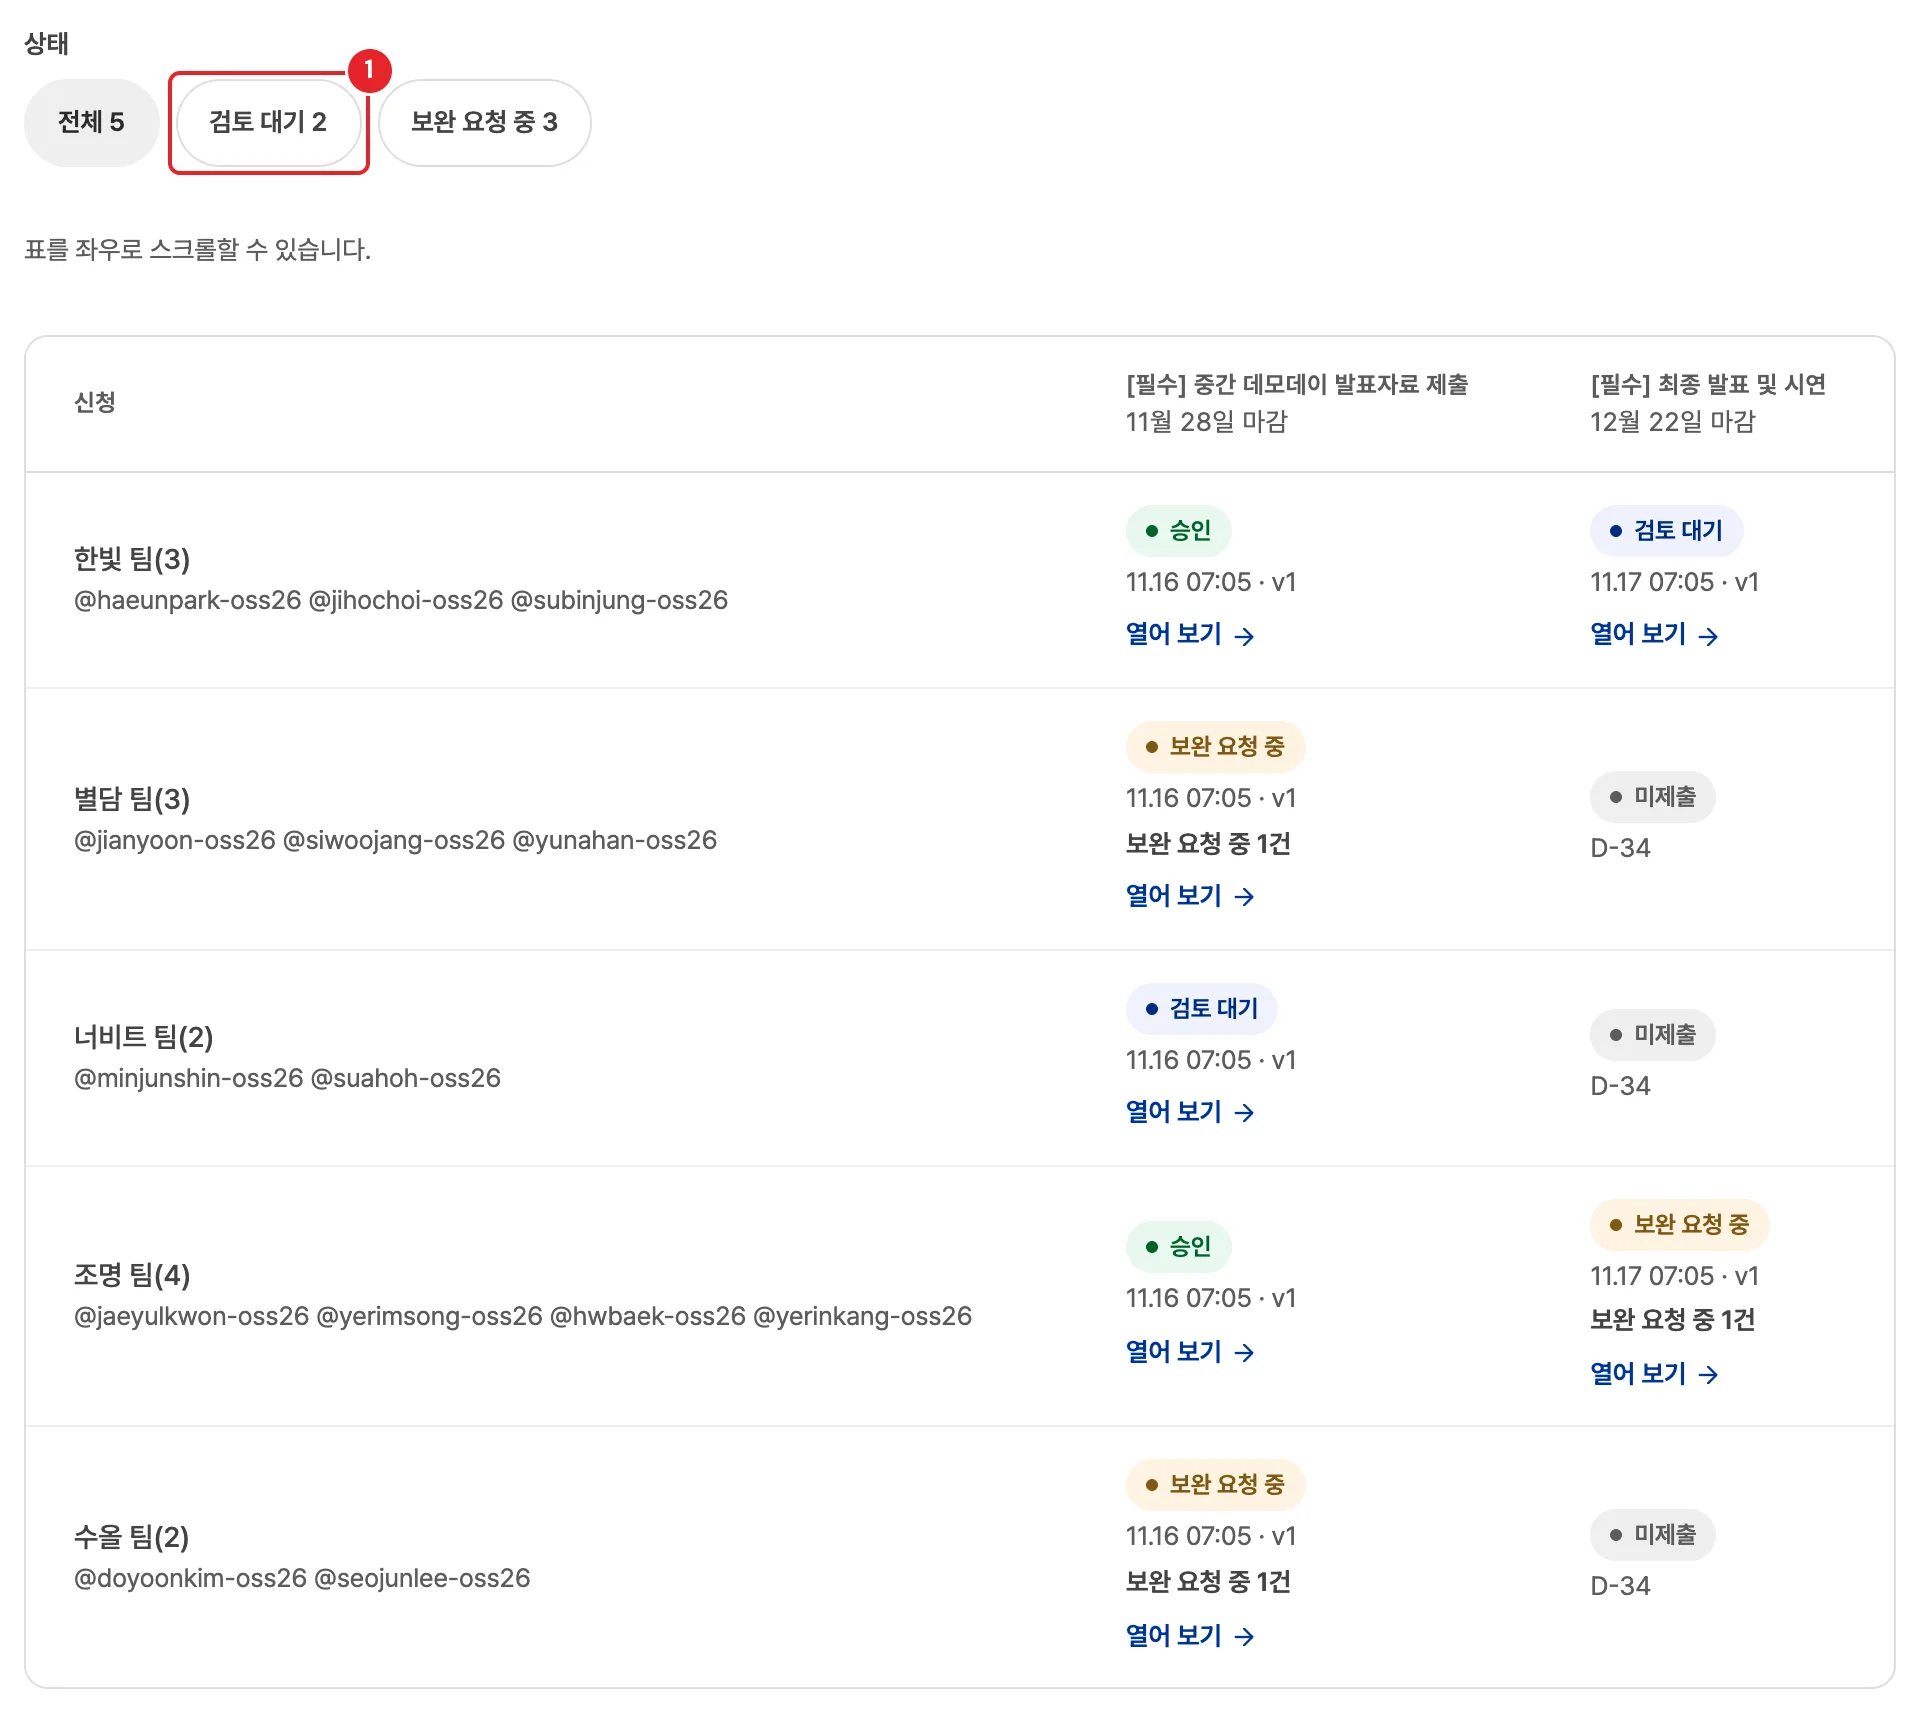 상태
전체 5
검토 대기 2
1
보완 요청 중 3
표를 좌우로 스크롤할 수 있습니다.
신청
[필수] 중간 데모데이 발표자료 제출
11월 28일 마감
[필수] 최종 발표 및 시연
12월 22일 마감
한빛 팀(3)
@haeunpark-oss26 @jihochoi-oss26 @subinjung-oss26
승인
11.16 07:05 · v1
열어 보기 →
검토 대기
11.17 07:05 · v1
열어 보기 →
별담 팀(3)
@jianyoon-oss26 @siwoojang-oss26 @yunahan-oss26
보완 요청 중
11.16 07:05 · v1
보완 요청 중 1건
열어 보기 →
미제출
D-34
너비트 팀(2)
@minjunshin-oss26 @suahoh-oss26
검토 대기
11.16 07:05 · v1
열어 보기 →
미제출
D-34
조명 팀(4)
@jaeyulkwon-oss26 @yerimsong-oss26 @hwbaek-oss26 @yerinkang-oss26
승인
11.16 07:05 · v1
열어 보기 →
보완 요청 중
11.17 07:05 · v1
보완 요청 중 1건
열어 보기 →
수올 팀(2)
@doyoonkim-oss26 @seojunlee-oss26
보완 요청 중
11.16 07:05 · v1
보완 요청 중 1건
열어 보기 →
미제출
D-34